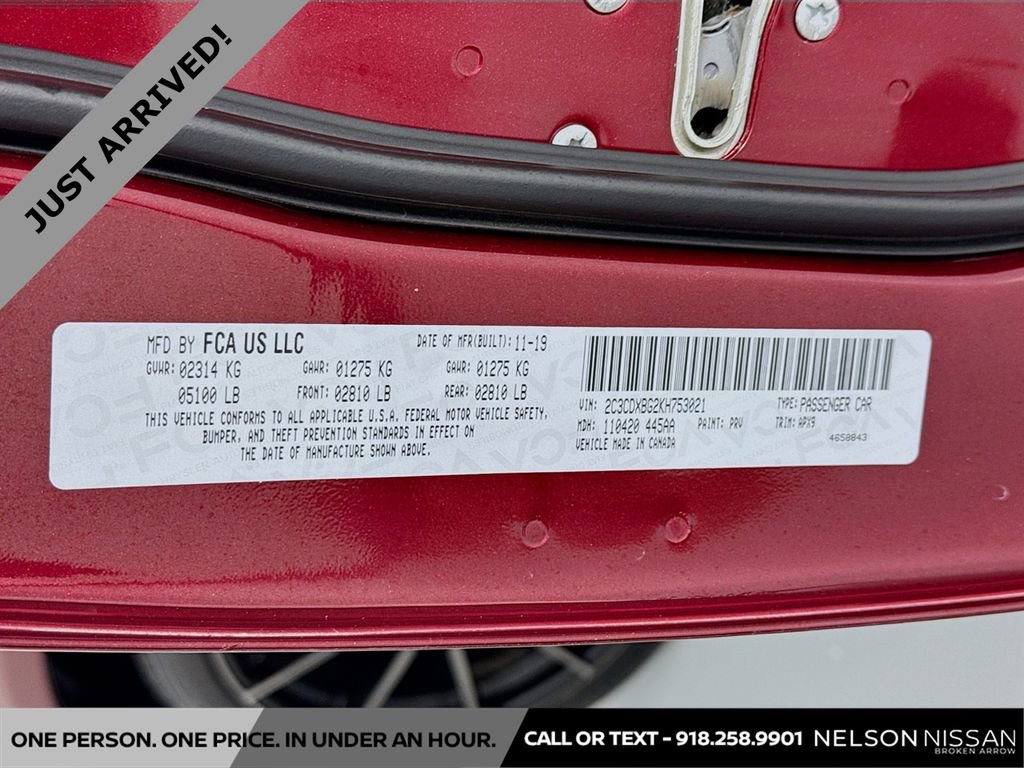 JUST ARRIVED!
MFD BY FCA US LLC
DATE OF MFR(BUILT): 11-19
GVWR: 02314 KG GAWR: 01275 KG GAWR: 01275 KG
05100 LB FRONT: 02810 LB REAR: 02810 LB
THIS VEHICLE CONFORMS TO ALL APPLICABLE U.S.A. FEDERAL MOTOR VEHICLE SAFETY,
BUMPER, AND THEFT PREVENTION STANDARDS IN EFFECT ON
THE DATE OF MANUFACTURE SHOWN ABOVE.
VIN: 2C3CDXBG2KH753021 TYPE: PASSENGER CAR
MDH: 110420 445AA PAINT: PRV TRIM: APX9
VEHICLE MADE IN CANADA 4650843
ONE PERSON. ONE PRICE. IN UNDER AN HOUR.
CALL OR TEXT - 918.258.9901 NELSON NISSAN
BROKEN ARROW